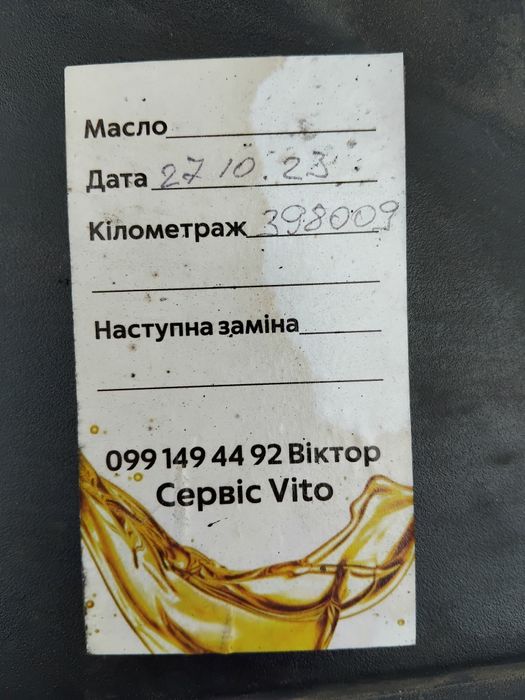 Масло
Дата 27 10. 23
Кілометраж 398009
Наступна заміна
099 149 44 92 Віктор
Сервіс Vito